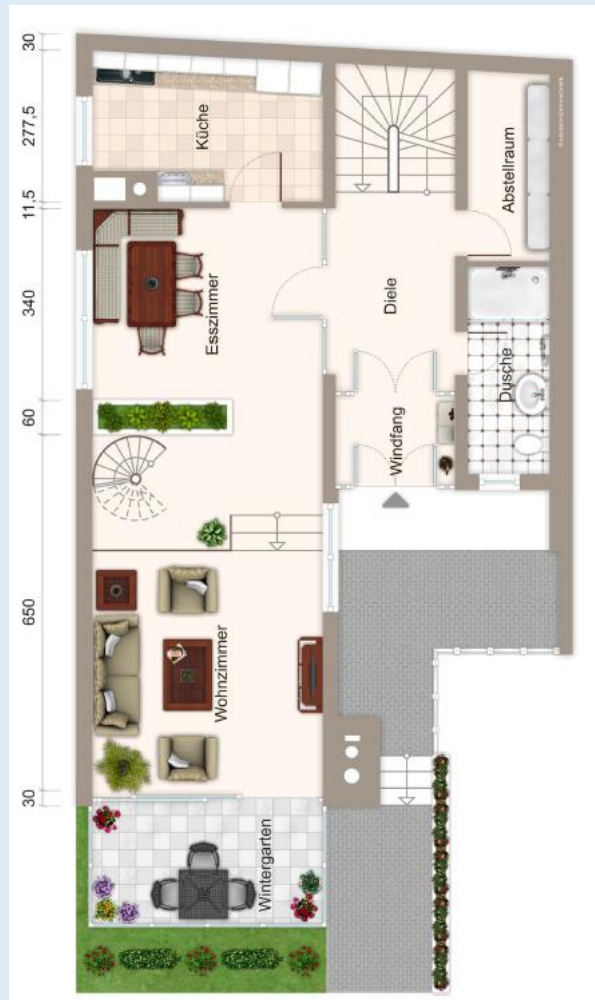 30
277,5
11,5
340
60
650
30
Küche
Abstellraum
Esszimmer
Diele
Dusche
Windfang
Wohnzimmer
Wintergarten